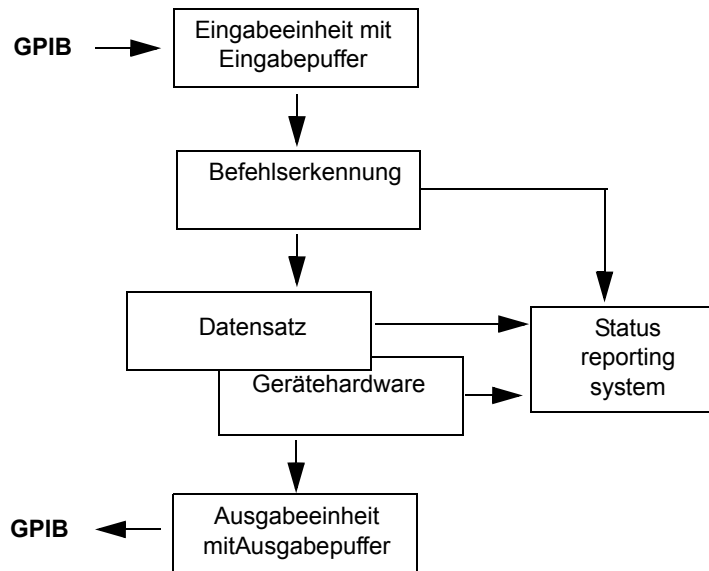 GPIB
Eingabeeinheit mit
Eingabepuffer
Befehlserkennung
Datensatz
Gerätehardware
Status
reporting
system
GPIB
Ausgabeeinheit
mitAusgabepuffer